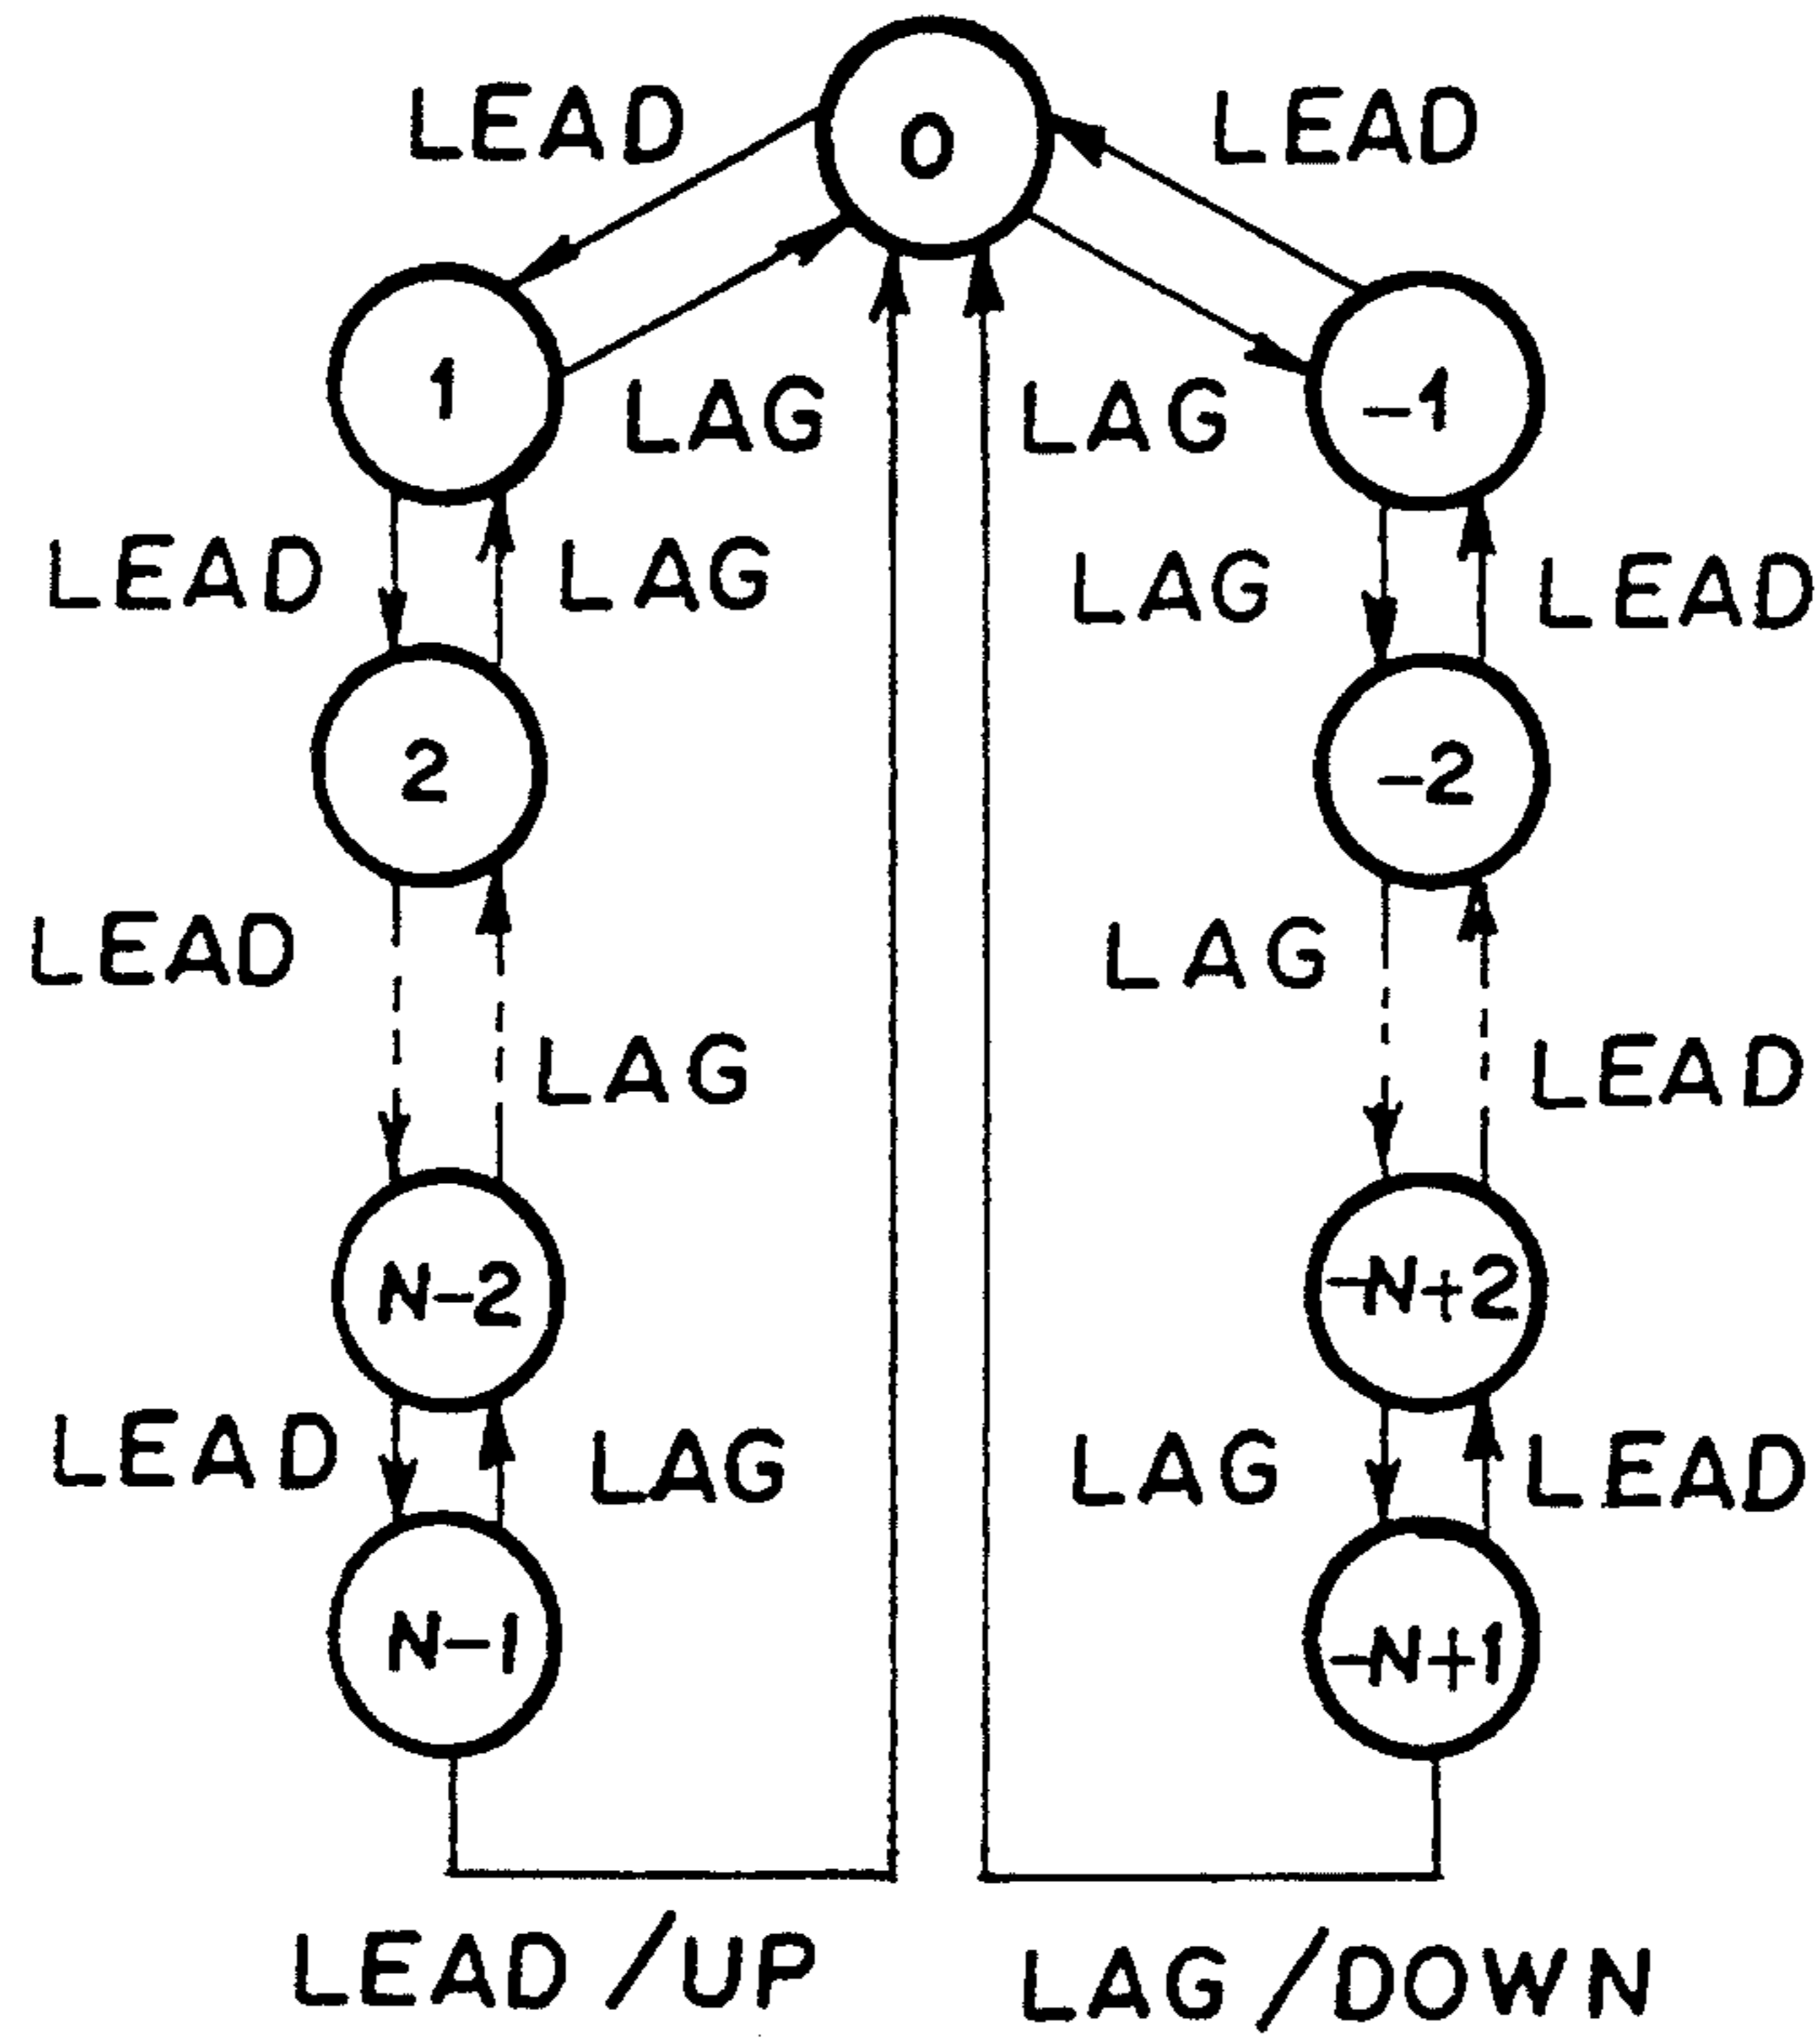 0
LEAD LEAD
1 -1
LAG LAG
LEAD LAG LAG LEAD
2 -2
LEAD LAG
LAG LEAD
N-2 -N+2
LEAD LAG LAG LEAD
N-1 -N+1
LEAD/UP LAG/DOWN